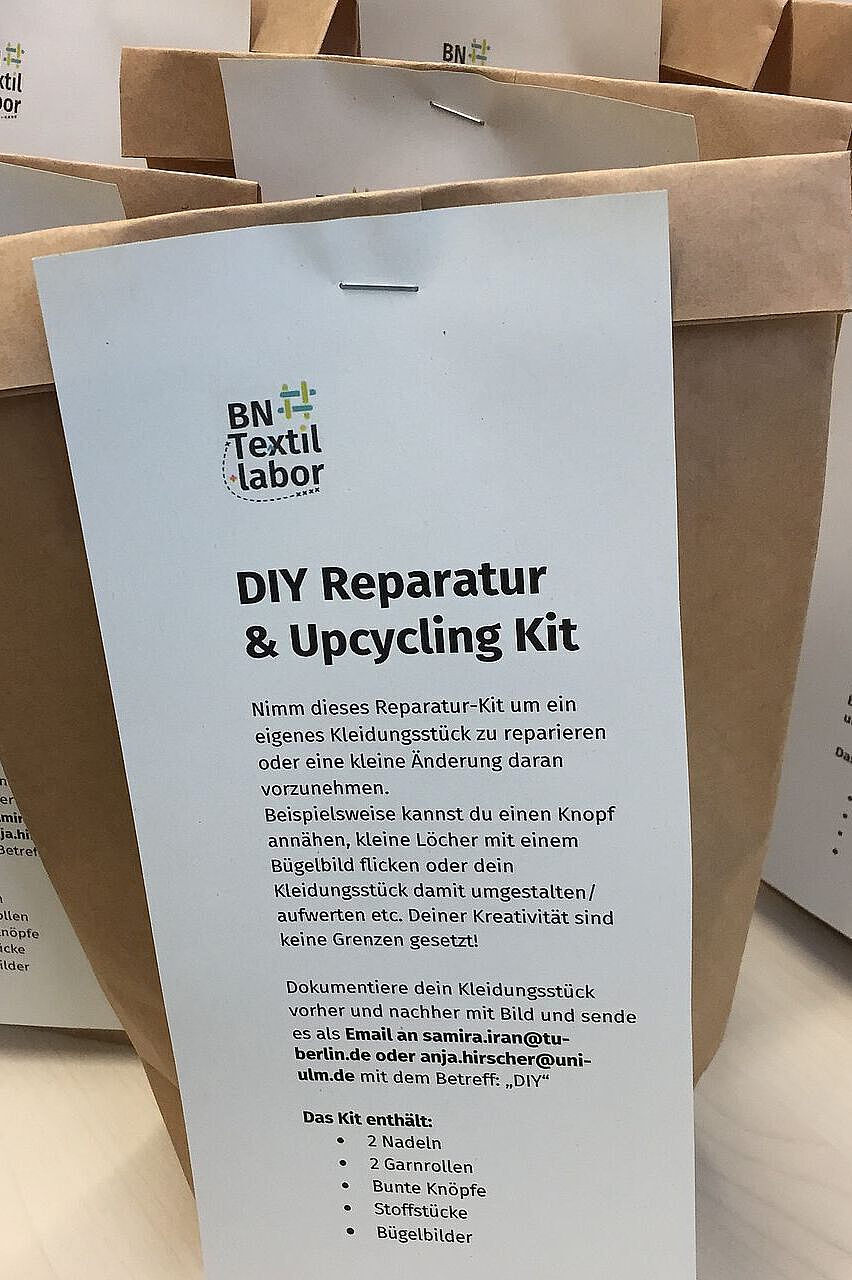 BN
Textil
labor
DIY Reparatur
& Upcycling Kit
Nimm dieses Reparatur-Kit um ein
eigenes Kleidungsstück zu reparieren
oder eine kleine Änderung daran
vorzunehmen.
Beispielsweise kannst du einen Knopf
annähen, kleine Löcher mit einem
Bügelbild flicken oder dein
Kleidungsstück damit umgestalten/
aufwerten etc. Deiner Kreativität sind
keine Grenzen gesetzt!
Dokumentiere dein Kleidungsstück
vorher und nachher mit Bild und sende
es als Email an samira.iran@tu-
berlin.de oder anja.hirscher@uni-
ulm.de mit dem Betreff: „DIY“
Das Kit enthält:
• 2 Nadeln
• 2 Garnrollen
• Bunte Knöpfe
• Stoffstücke
• Bügelbilder
BN